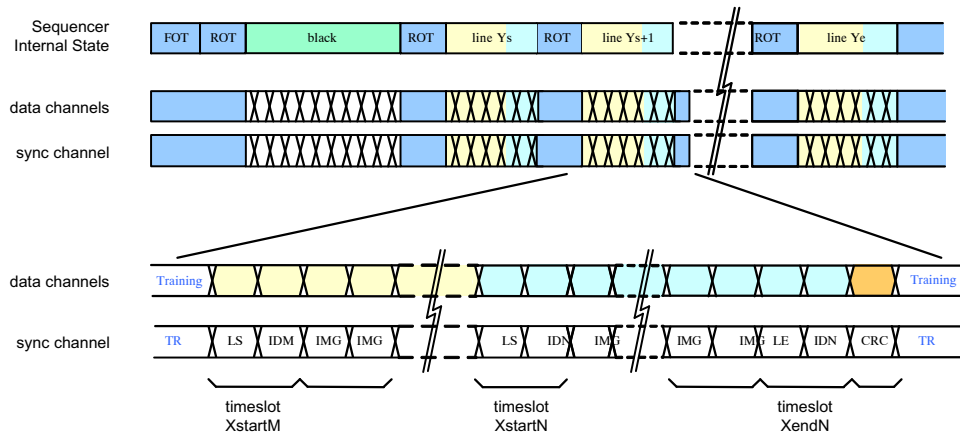 Sequencer
Internal State
FOT ROT black ROT line Ys ROT line Ys+1 ROT line Ye
data channels
sync channel
data channels Training Training
sync channel TR LS IDM IMG IMG LS IDN IMG IMG IMG LE IDN CRC TR
timeslot timeslot timeslot
XstartM XstartN XendN